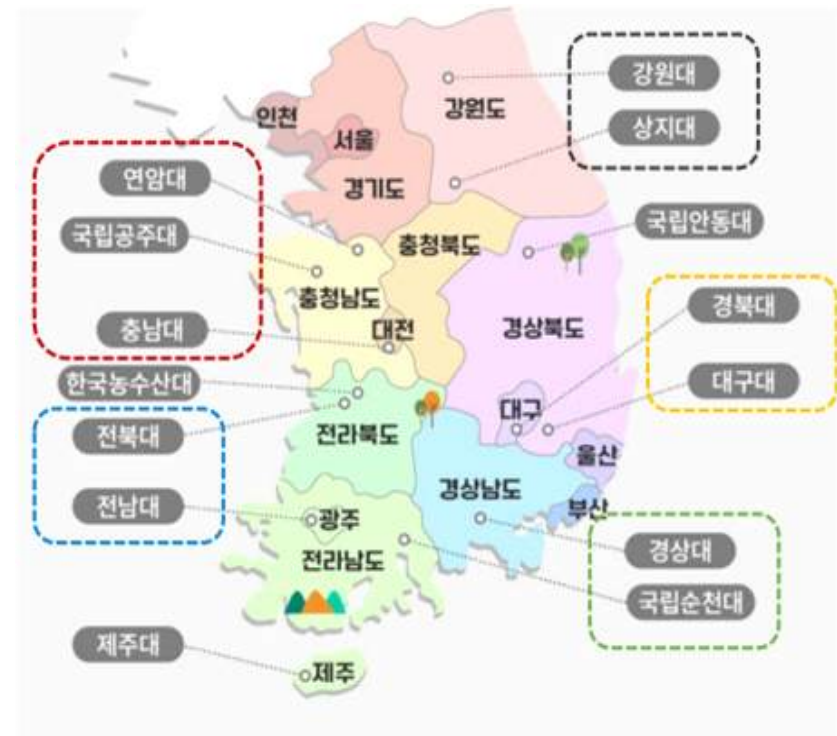 강원대
인천
강원도
서울
상지대
연암대
경기도
국립공주대
국립안동대
충청북도
충청남도
경북대
충남대
대전
경상북도
한국농수산대
대구대
대구
전북대
전라북도
울산
경상남도
전남대
광주
부산
경상대
전라남도
국립순천대
제주대
제주